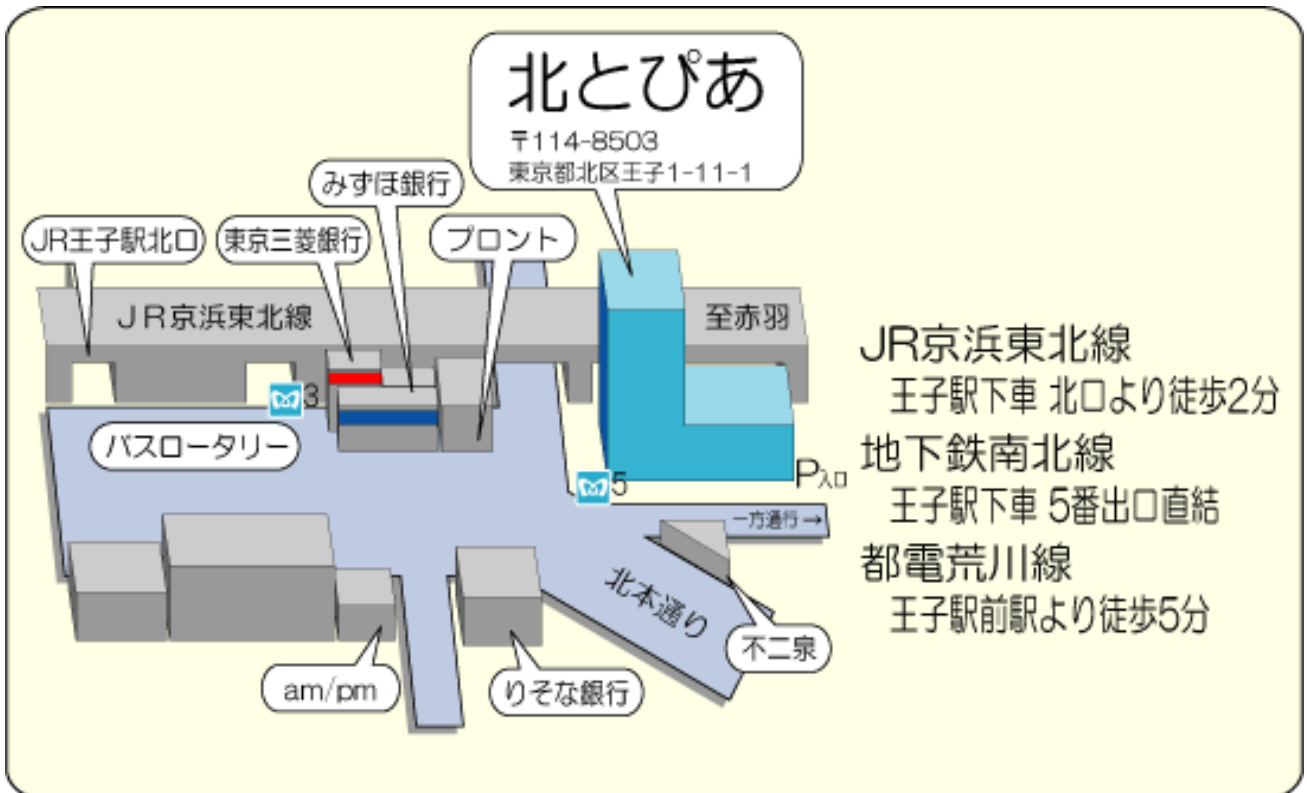 北とぴあ
〒114-8503
東京都北区王子1-11-1
みずほ銀行
JR王子駅北口
東京三菱銀行
プロント
JR京浜東北線
至赤羽
3
バスロータリー
5
P入口
一方通行→
北本通り
不二泉
am/pm
りそな銀行
JR京浜東北線
王子駅下車 北口より徒歩2分
地下鉄南北線
王子駅下車 5番出口直結
都電荒川線
王子駅前駅より徒歩5分